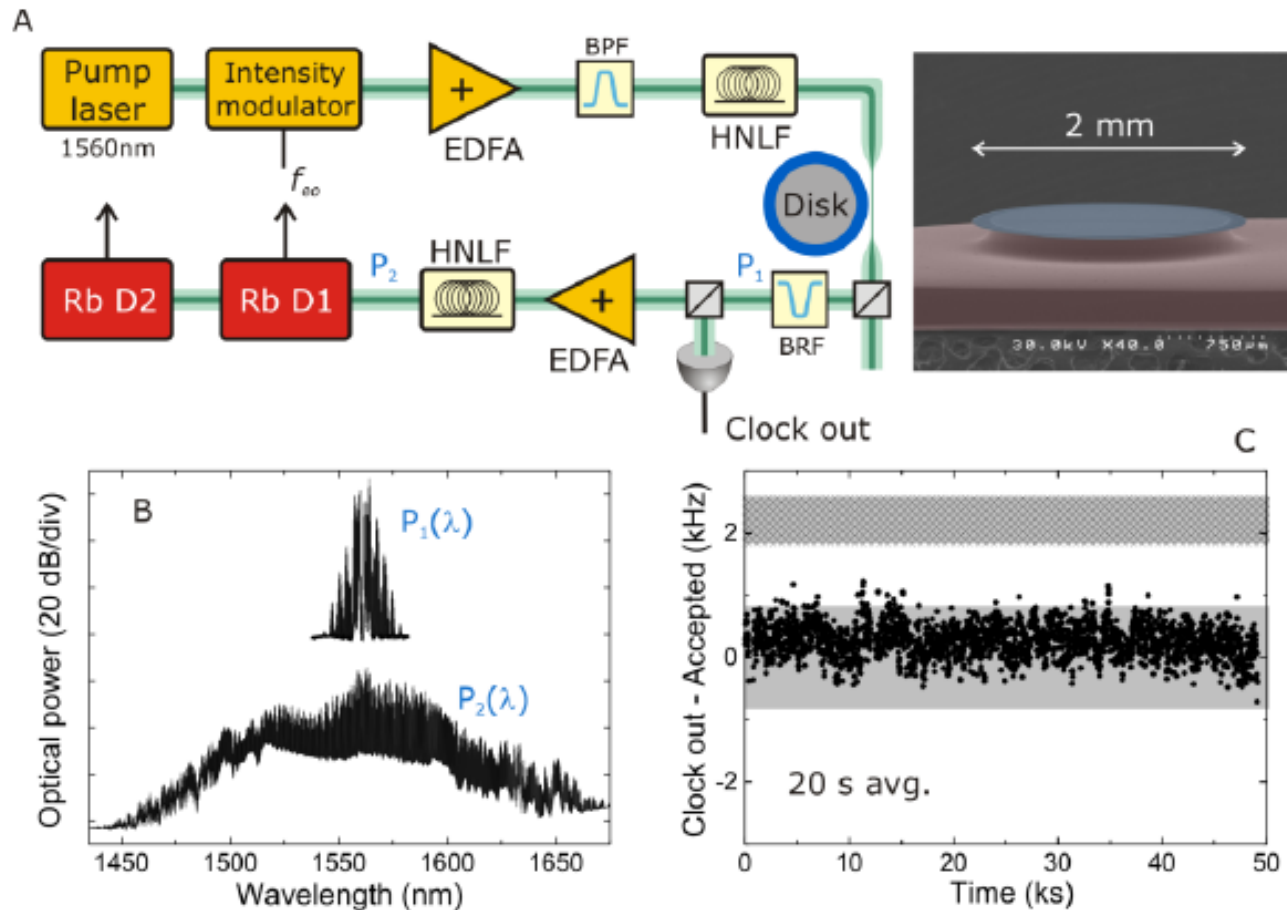 A
Pump
laser
1560nm
Intensity
modulator
f_eo
+
EDFA
BPF
HNLF
Disk
2 mm
30.0kV X40.0 750μm
Rb D2
Rb D1
P₂
HNLF
+
EDFA
P₁
BRF
Clock out
B
P₁(λ)
P₂(λ)
Optical power (20 dB/div)
1450 1500 1550 1600 1650
Wavelength (nm)
C
Clock out - Accepted (kHz)
2
0
-2
20 s avg.
0 10 20 30 40 50
Time (ks)